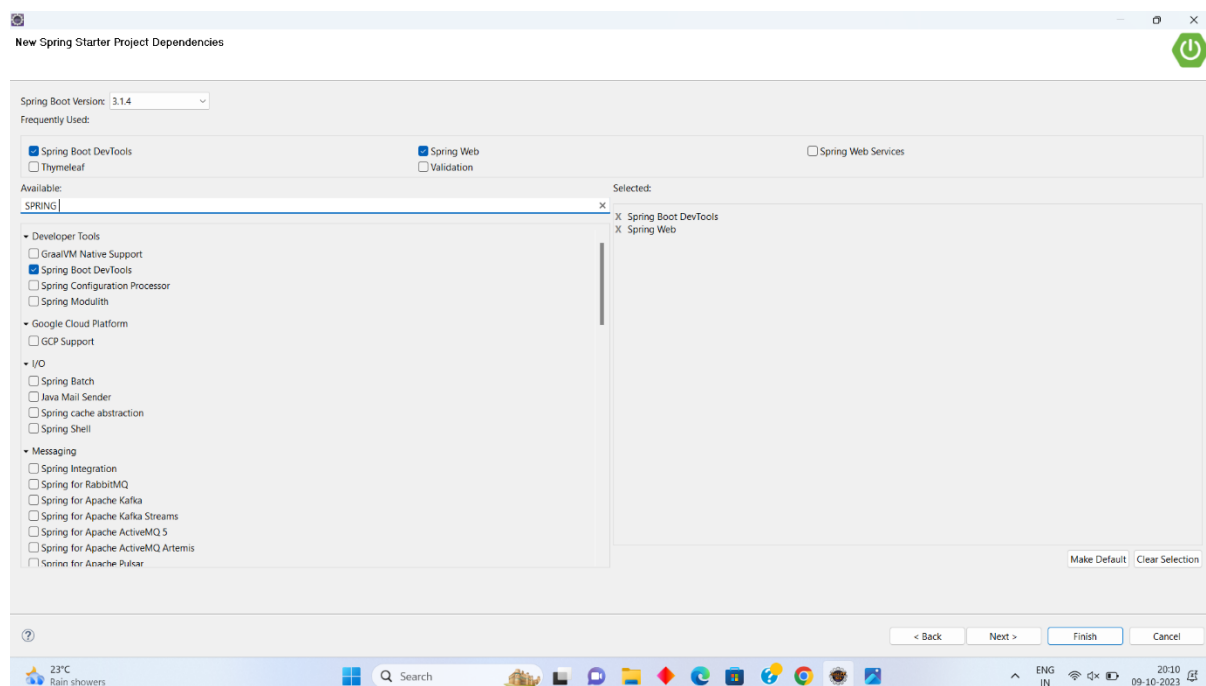 New Spring Starter Project Dependencies
Spring Boot Version: 3.1.4
Frequently Used:
Spring Boot DevTools Spring Web Spring Web Services
Thymeleaf Validation
Available: Selected:
SPRING
X Spring Boot DevTools
X Spring Web
Developer Tools
GraalVM Native Support
Spring Boot DevTools
Spring Configuration Processor
Spring Modulith
Google Cloud Platform
GCP Support
I/O
Spring Batch
Java Mail Sender
Spring cache abstraction
Spring Shell
Messaging
Spring Integration
Spring for RabbitMQ
Spring for Apache Kafka
Spring for Apache Kafka Streams
Spring for Apache ActiveMQ 5
Spring for Apache ActiveMQ Artemis
Spring for Apache Pulsar
Make Default Clear Selection
< Back Next > Finish Cancel
23°C
Rain showers
Search
ENG
IN
20:10
09-10-2023